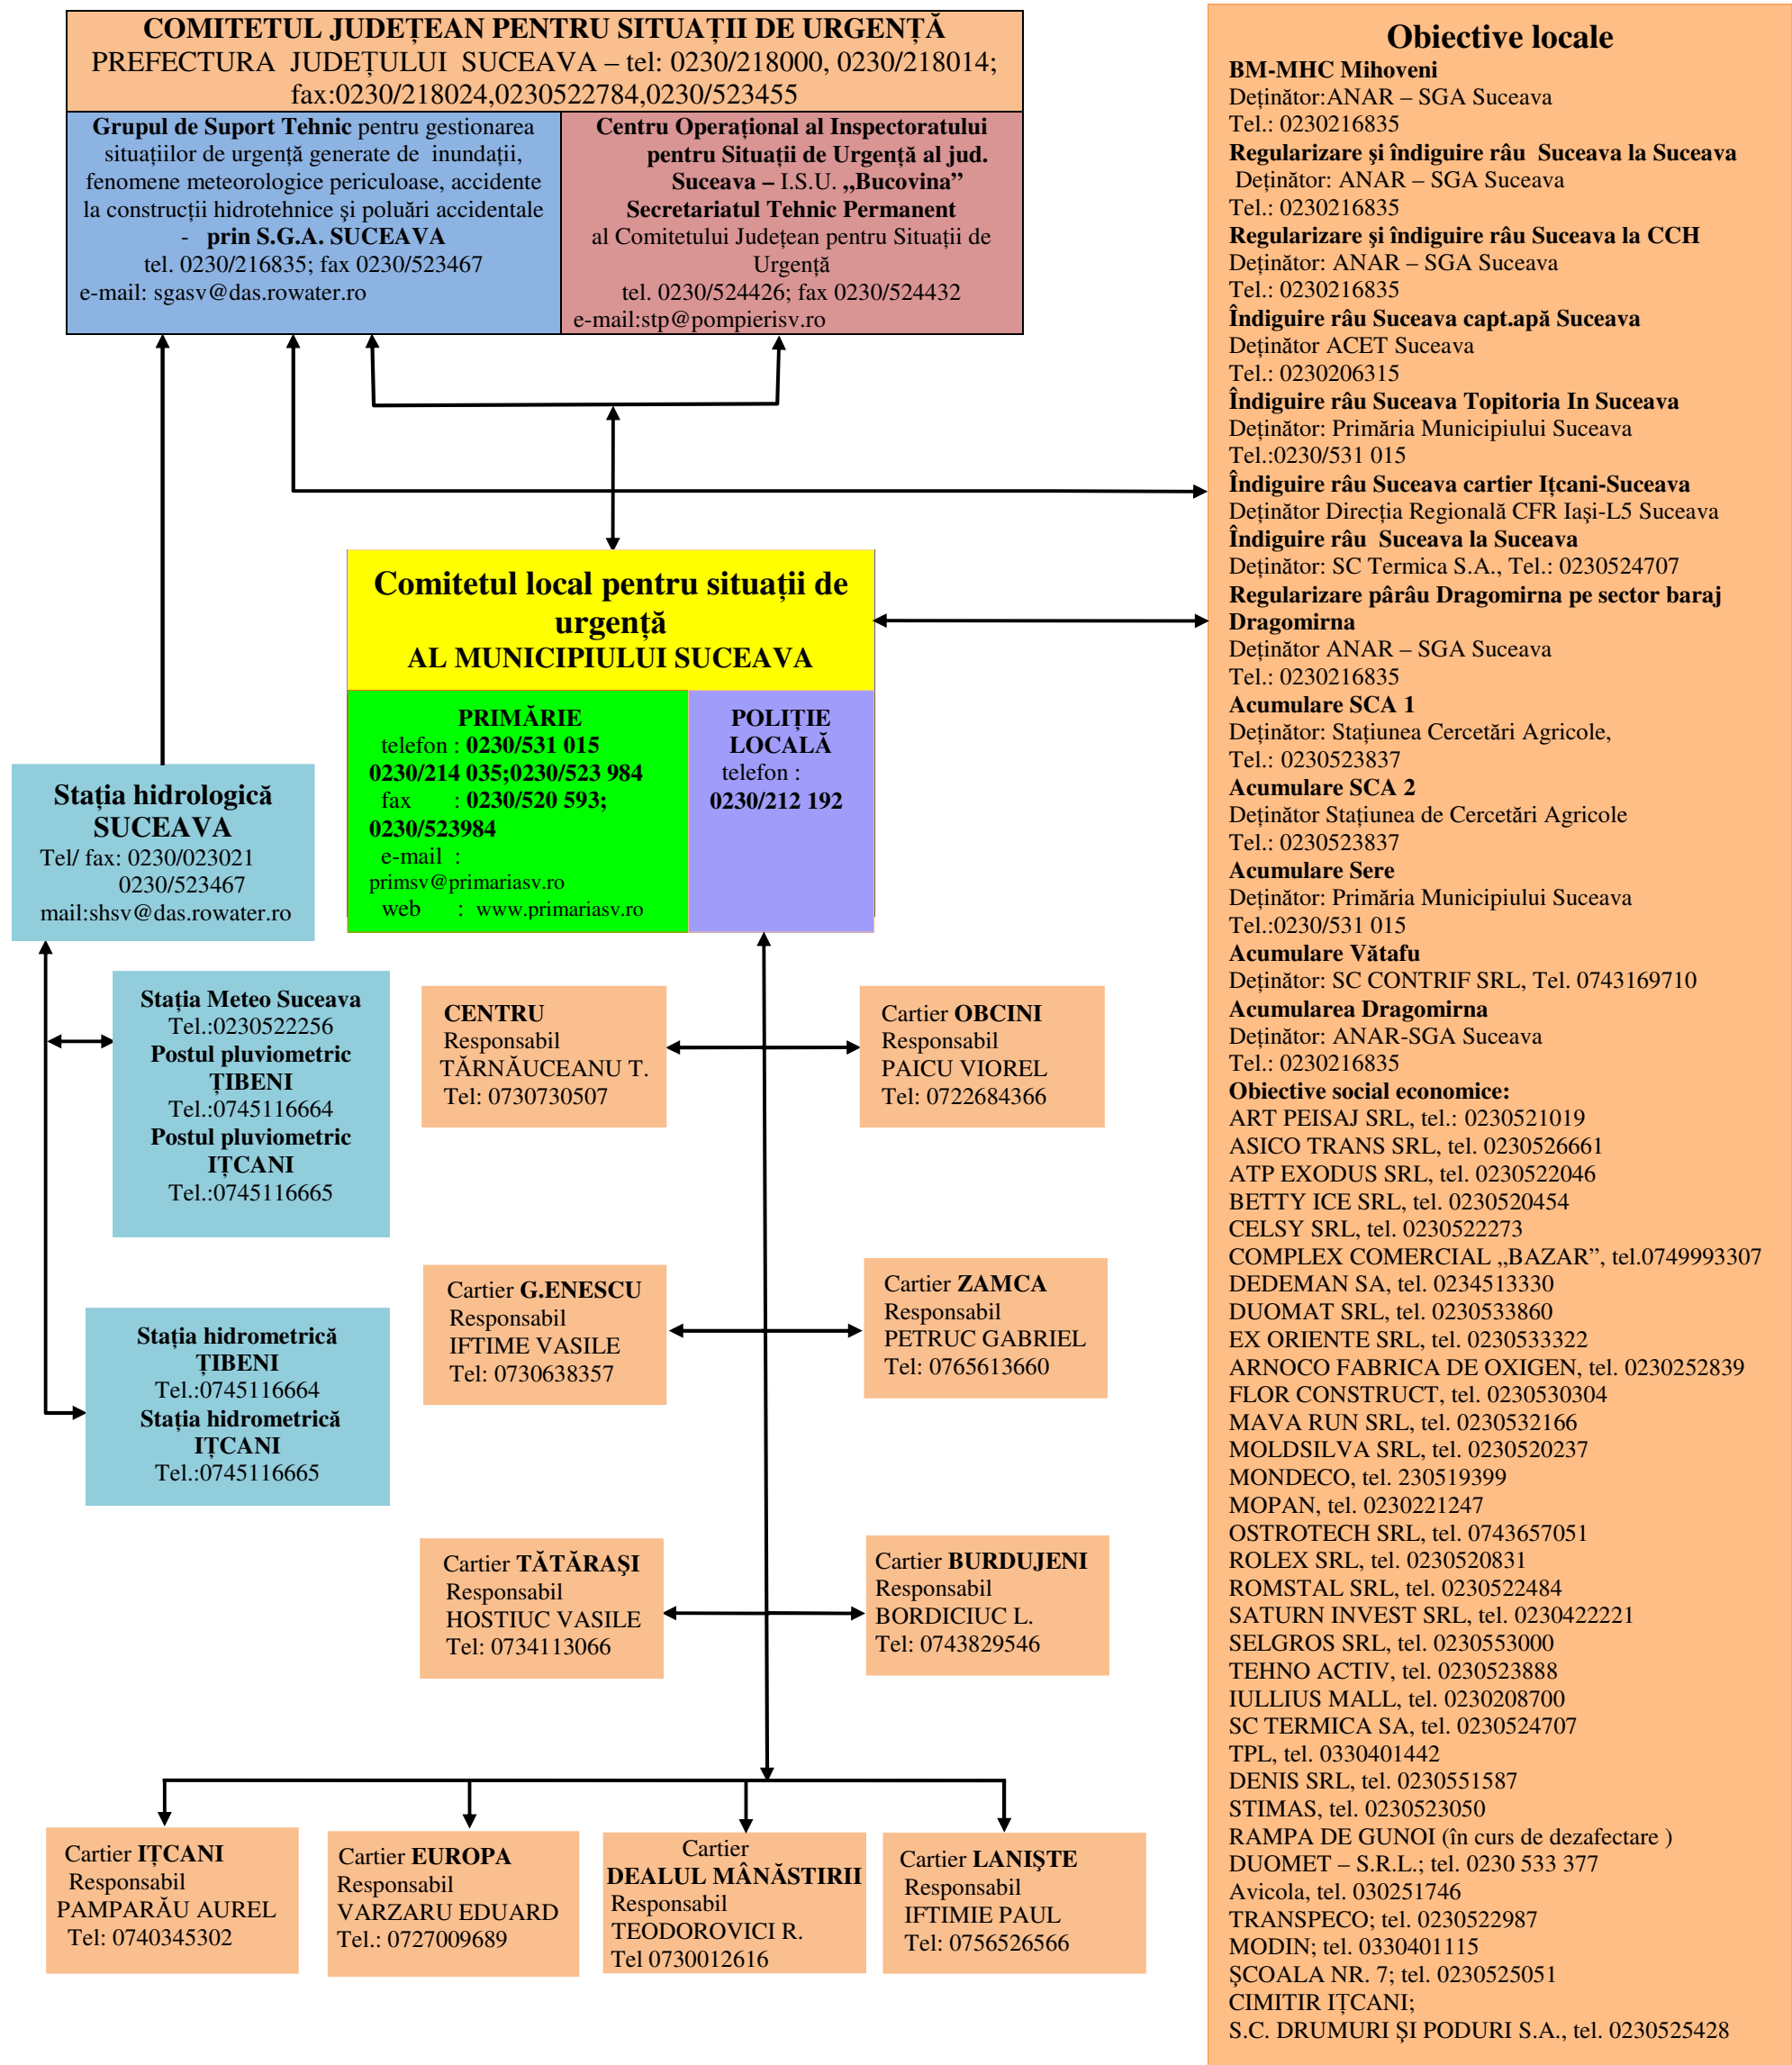 COMITETUL JUDEȚEAN PENTRU SITUAȚII DE URGENȚĂ
PREFECTURA JUDEȚULUI SUCEAVA – tel: 0230/218000, 0230/218014;
fax:0230/218024,0230522784,0230/523455
Grupul de Suport Tehnic pentru gestionarea
situațiilor de urgență generate de inundații,
fenomene meteorologice periculoase, accidente
la construcții hidrotehnice şi poluări accidentale
- prin S.G.A. SUCEAVA
tel. 0230/216835; fax 0230/523467
e-mail: sgasv@das.rowater.ro
Centru Operațional al Inspectoratului
pentru Situații de Urgență al jud.
Suceava – I.S.U. „Bucovina”
Secretariatul Tehnic Permanent
al Comitetului Județean pentru Situații de
Urgență
tel. 0230/524426; fax 0230/524432
e-mail:stp@pompierisv.ro
Comitetul local pentru situații de
urgență
AL MUNICIPIULUI SUCEAVA
PRIMĂRIE
telefon : 0230/531 015
0230/214 035;0230/523 984
fax : 0230/520 593;
0230/523984
e-mail :
primsv@primariasv.ro
web : www.primariasv.ro
POLIȚIE
LOCALĂ
telefon :
0230/212 192
Stația hidrologică
SUCEAVA
Tel/ fax: 0230/023021
0230/523467
mail:shsv@das.rowater.ro
Stația Meteo Suceava
Tel.:0230522256
Postul pluviometric
ȚIBENI
Tel.:0745116664
Postul pluviometric
IȚCANI
Tel.:0745116665
Stația hidrometrică
ȚIBENI
Tel.:0745116664
Stația hidrometrică
IȚCANI
Tel.:0745116665
CENTRU
Responsabil
TĂRNĂUCEANU T.
Tel: 0730730507
Cartier OBCINI
Responsabil
PAICU VIOREL
Tel: 0722684366
Cartier G.ENESCU
Responsabil
IFTIME VASILE
Tel: 0730638357
Cartier ZAMCA
Responsabil
PETRUC GABRIEL
Tel: 0765613660
Cartier TĂTĂRAŞI
Responsabil
HOSTIUC VASILE
Tel: 0734113066
Cartier BURDUJENI
Responsabil
BORDICIUC L.
Tel: 0743829546
Cartier IȚCANI
Responsabil
PAMPARĂU AUREL
Tel: 0740345302
Cartier EUROPA
Responsabil
VARZARU EDUARD
Tel.: 0727009689
Cartier
DEALUL MÂNĂSTIRII
Responsabil
TEODOROVICI R.
Tel 0730012616
Cartier LANIŞTE
Responsabil
IFTIMIE PAUL
Tel: 0756526566
Obiective locale
BM-MHC Mihoveni
Deținător:ANAR – SGA Suceava
Tel.: 0230216835
Regularizare şi îndiguire râu Suceava la Suceava
Deținător: ANAR – SGA Suceava
Tel.: 0230216835
Regularizare şi îndiguire râu Suceava la CCH
Deținător: ANAR – SGA Suceava
Tel.: 0230216835
Îndiguire râu Suceava capt.apă Suceava
Deținător ACET Suceava
Tel.: 0230206315
Îndiguire râu Suceava Topitoria In Suceava
Deținător: Primăria Municipiului Suceava
Tel.:0230/531 015
Îndiguire râu Suceava cartier Ițcani-Suceava
Deținător Direcția Regională CFR Iaşi-L5 Suceava
Îndiguire râu Suceava la Suceava
Deținător: SC Termica S.A., Tel.: 0230524707
Regularizare pârâu Dragomirna pe sector baraj
Dragomirna
Deținător ANAR – SGA Suceava
Tel.: 0230216835
Acumulare SCA 1
Deținător: Stațiunea Cercetări Agricole,
Tel.: 0230523837
Acumulare SCA 2
Deținător Stațiunea de Cercetări Agricole
Tel.: 0230523837
Acumulare Sere
Deținător: Primăria Municipiului Suceava
Tel.:0230/531 015
Acumulare Vătafu
Deținător: SC CONTRIF SRL, Tel. 0743169710
Acumularea Dragomirna
Deținător: ANAR-SGA Suceava
Tel.: 0230216835
Obiective social economice:
ART PEISAJ SRL, tel.: 0230521019
ASICO TRANS SRL, tel. 0230526661
ATP EXODUS SRL, tel. 0230522046
BETTY ICE SRL, tel. 0230520454
CELSY SRL, tel. 0230522273
COMPLEX COMERCIAL „BAZAR”, tel.0749993307
DEDEMAN SA, tel. 0234513330
DUOMAT SRL, tel. 0230533860
EX ORIENTE SRL, tel. 0230533322
ARNOCO FABRICA DE OXIGEN, tel. 0230252839
FLOR CONSTRUCT, tel. 0230530304
MAVA RUN SRL, tel. 0230532166
MOLDSILVA SRL, tel. 0230520237
MONDECO, tel. 230519399
MOPAN, tel. 0230221247
OSTROTECH SRL, tel. 0743657051
ROLEX SRL, tel. 0230520831
ROMSTAL SRL, tel. 0230522484
SATURN INVEST SRL, tel. 0230422221
SELGROS SRL, tel. 0230553000
TEHNO ACTIV, tel. 0230523888
IULLIUS MALL, tel. 0230208700
SC TERMICA SA, tel. 0230524707
TPL, tel. 0330401442
DENIS SRL, tel. 0230551587
STIMAS, tel. 0230523050
RAMPA DE GUNOI (în curs de dezafectare )
DUOMET – S.R.L.; tel. 0230 533 377
Avicola, tel. 030251746
TRANSPECO; tel. 0230522987
MODIN; tel. 0330401115
ŞCOALA NR. 7; tel. 0230525051
CIMITIR IȚCANI;
S.C. DRUMURI ŞI PODURI S.A., tel. 0230525428